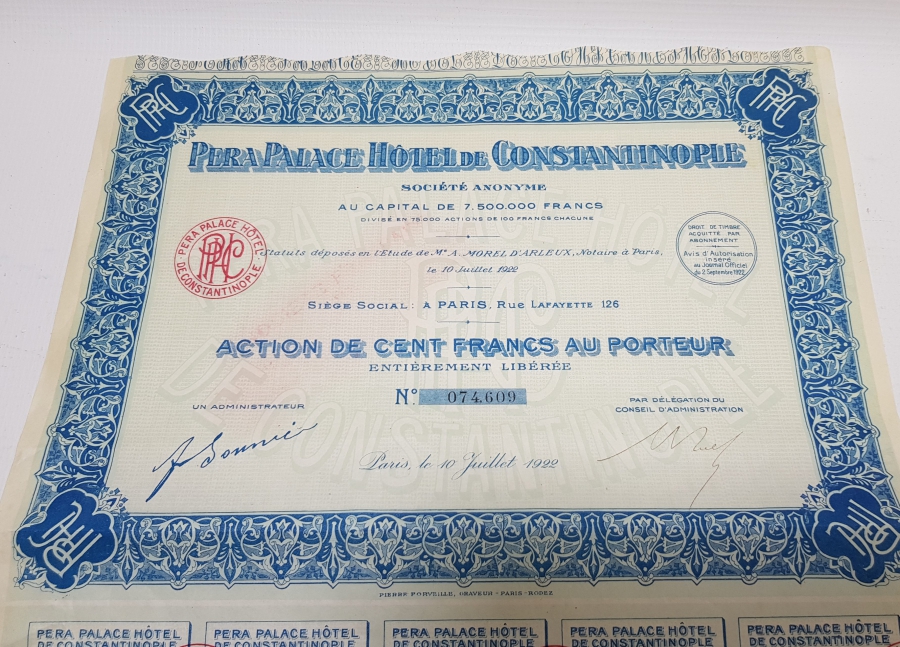 PERA PALACE HÔTEL DE CONSTANTINOPLE
SOCIÉTÉ ANONYME
AU CAPITAL DE 7.500.000 FRANCS
DIVISÉ EN 75.000 ACTIONS DE 100 FRANCS CHACUNE
PERA PALACE HÔTEL
PPHC
DE CONSTANTINOPLE
Statuts déposés en l'Etude de Me A. MOREL D'ARLEUX, Notaire à Paris,
le 10 Juillet 1922
DROIT DE TIMBRE
ACQUITTÉ PAR
ABONNEMENT
Avis d'Autorisation
inséré
au Journal Officiel
du 2 Septembre 1922
SIÈGE SOCIAL: À PARIS, RUE LAFAYETTE 126
ACTION DE CENT FRANCS AU PORTEUR
ENTIÈREMENT LIBÉRÉE
N° 074,609
UN ADMINISTRATEUR
PAR DÉLÉGATION DU
CONSEIL D'ADMINISTRATION
Paris, le 10 Juillet 1922
PIERRE FORVEILLE, GRAVEUR - PARIS - RODEZ
PERA PALACE HÔTEL
DE CONSTANTINOPLE
PERA PALACE HÔTEL
DE CONSTANTINOPLE
PERA PALACE HÔTEL
DE CONSTANTINOPLE
PERA PALACE HÔTEL
DE CONSTANTINOPLE
PERA PALACE HÔTEL
DE CONSTANTINOPLE